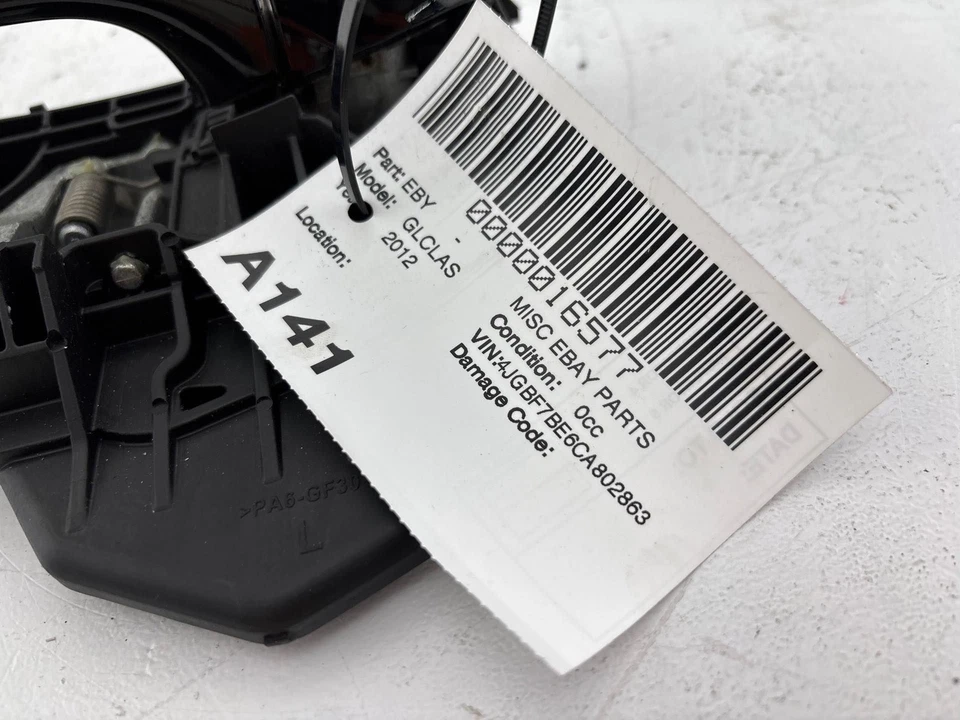 Part: EBY - MISC EBAY PARTS
Model: GLCLAS Condition: 0cc
2012 VIN:4JGBF7BE6CA802863
Location: Damage Code:
A141
0000016577
>PA6-GF30
L